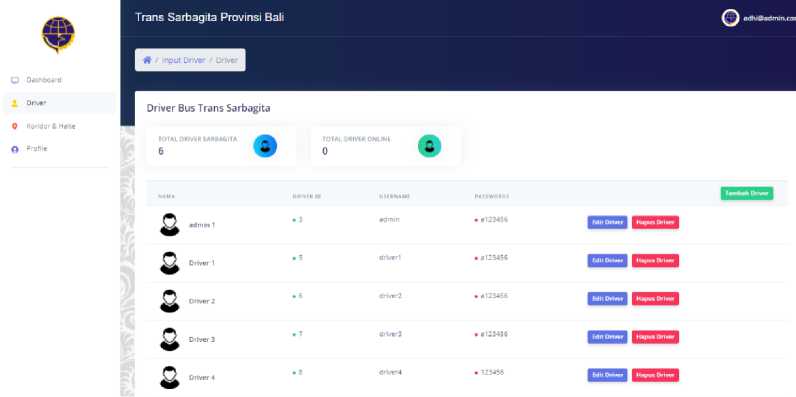 Trans Sarbagita Provinsi Bali
adhi@admin.com
/ Input Driver / Driver
Dashboard
Driver
Koridor & Halte
Profile
Driver Bus Trans Sarbagita
TOTAL DRIVER SARBAGITA
6
TOTAL DRIVER ONLINE
0
Tambah Driver
NAMA DRIVER ID USERNAME PASSWORDS
admin 1 3 admin a123456 Edit Driver Hapus Driver
Driver 1 5 driver1 a123456 Edit Driver Hapus Driver
Driver 2 6 driver2 a123456 Edit Driver Hapus Driver
Driver 3 7 driver3 a123456 Edit Driver Hapus Driver
Driver 4 8 driver4 123456 Edit Driver Hapus Driver